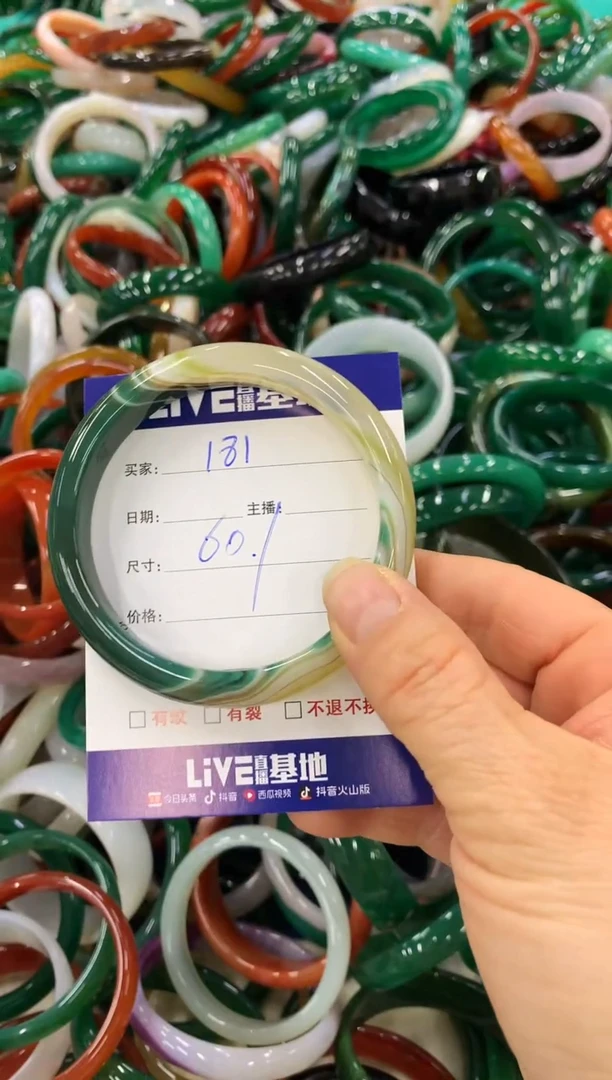 LiVE直播基地
买家: 181
日期: 主播:
尺寸: 60.1
价格:
有纹 有裂 不退不换
LiVE直播基地
今日头条 抖音 西瓜视频 抖音火山版